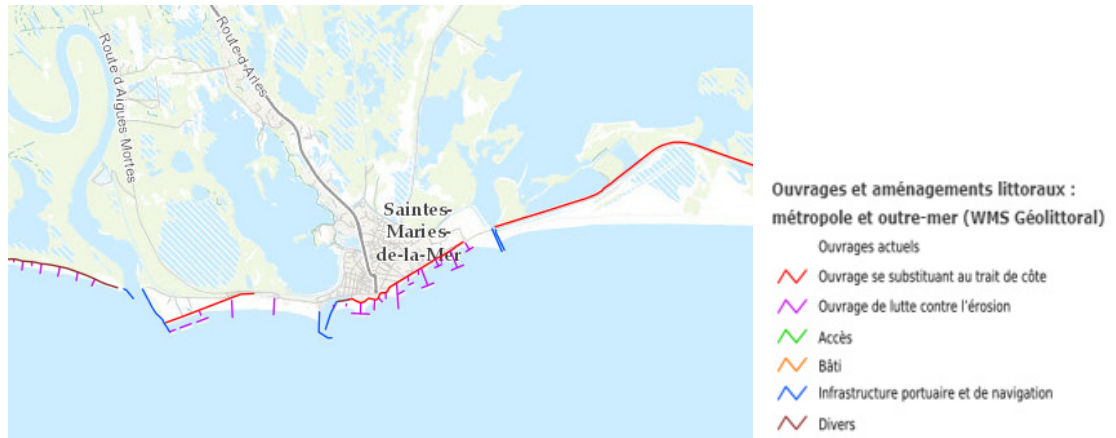 Route d'Aigues Mortes
Route-d'Arles
Saintes-
Maries-
de-la-Mer
Ouvrages et aménagements littoraux :
métropole et outre-mer (WMS Géolittoral)
Ouvrages actuels
Ouvrage se substituant au trait de côte
Ouvrage de lutte contre l'érosion
Accès
Bâti
Infrastructure portuaire et de navigation
Divers